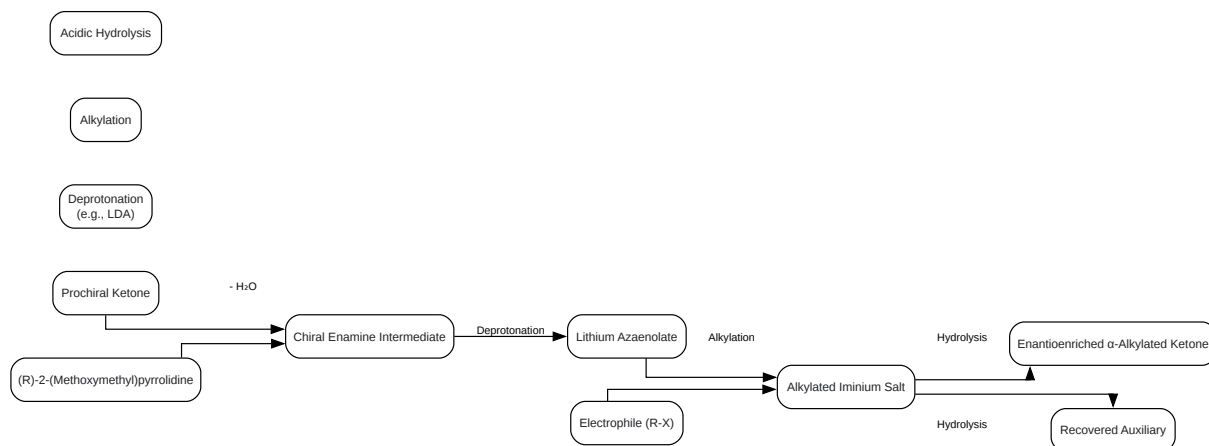 Acidic Hydrolysis
Alkylation
Deprotonation
(e.g., LDA)
Prochiral Ketone
- H₂O
(R)-2-(Methoxymethyl)pyrrolidine
Chiral Enamine Intermediate
Deprotonation
Lithium Azaenolate
Electrophile (R-X)
Alkylation
Alkylated Iminium Salt
Hydrolysis
Enantioenriched α-Alkylated Ketone
Hydrolysis
Recovered Auxiliary